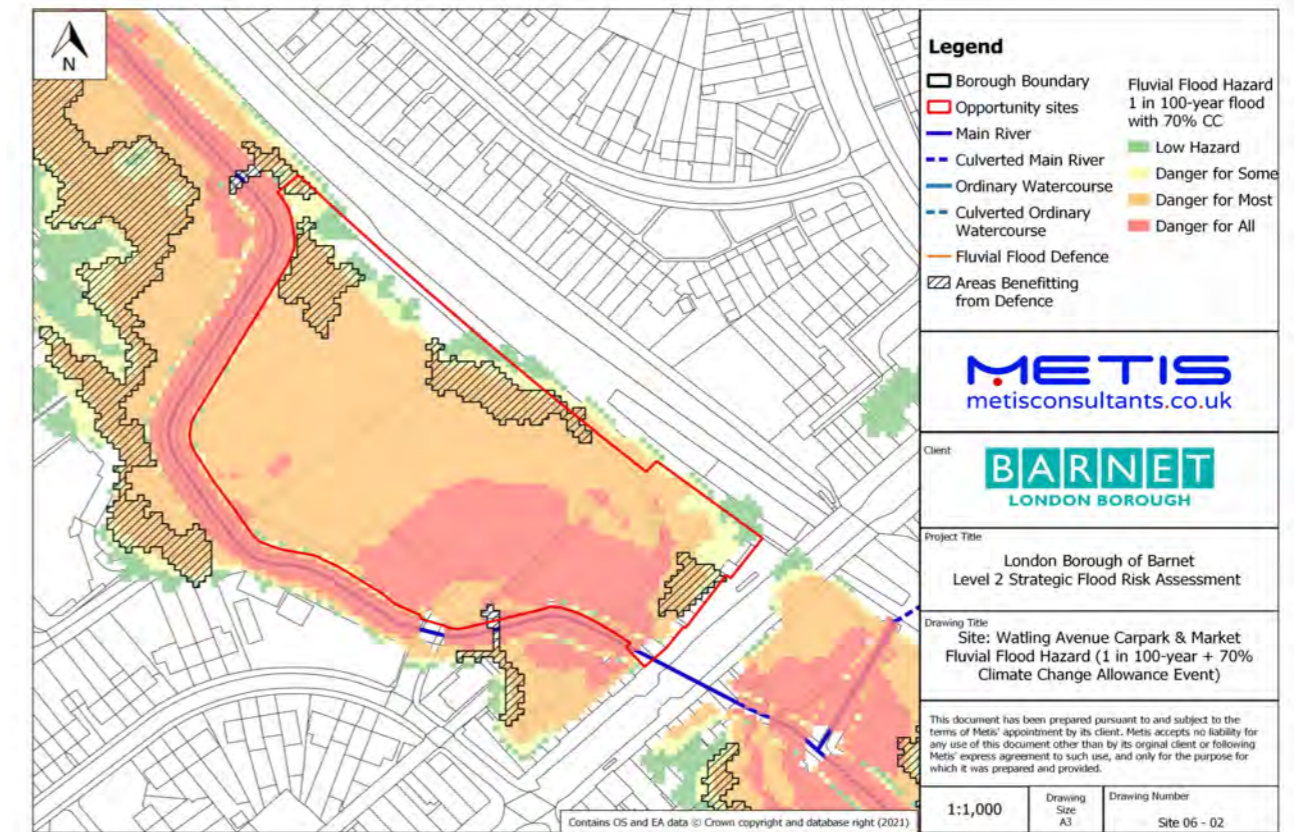 N
Contains OS and EA data © Crown copyright and database right (2021)
Legend
Borough Boundary
Opportunity sites
Main River
Culverted Main River
Ordinary Watercourse
Culverted Ordinary
Watercourse
Fluvial Flood Defence
Areas Benefitting
from Defence
Fluvial Flood Hazard
1 in 100-year flood
with 70% CC
Low Hazard
Danger for Some
Danger for Most
Danger for All
METIS
metisconsultants.co.uk
Client
BARNET
LONDON BOROUGH
Project Title
London Borough of Barnet
Level 2 Strategic Flood Risk Assessment
Drawing Title
Site: Watling Avenue Carpark & Market
Fluvial Flood Hazard (1 in 100-year + 70%
Climate Change Allowance Event)
This document has been prepared pursuant to and subject to the
terms of Metis' appointment by its client. Metis accepts no liability for
any use of this document other than by its orginal client or following
Metis' express agreement to such use, and only for the purpose for
which it was prepared and provided.
1:1,000
Drawing
Size
A3
Drawing Number
Site 06 - 02